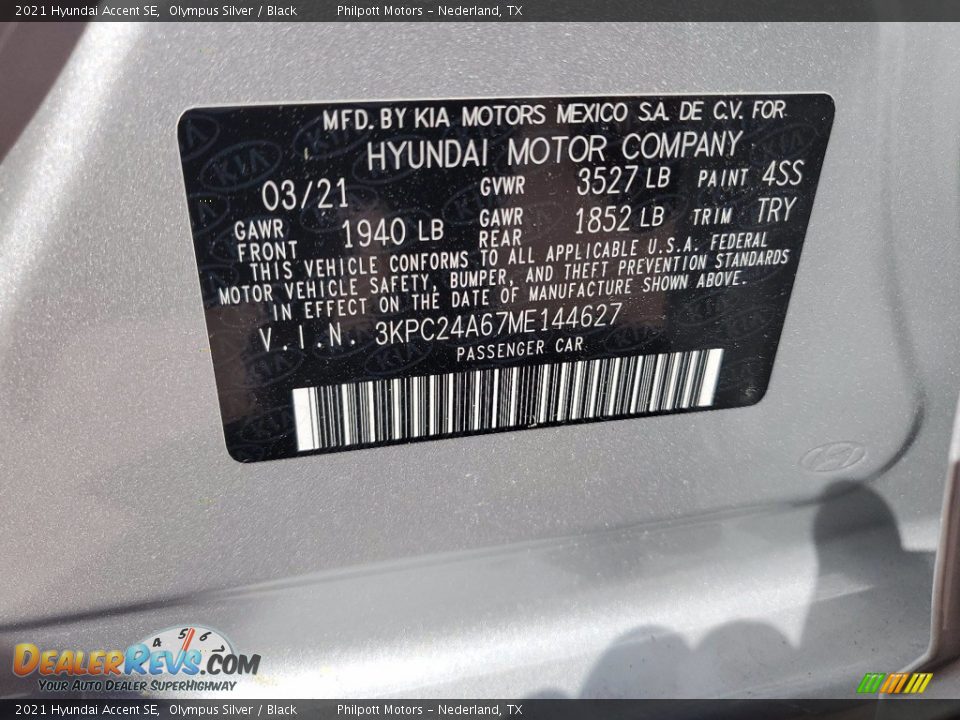 2021 Hyundai Accent SE, Olympus Silver / Black Philpott Motors – Nederland, TX
MFD. BY KIA MOTORS MEXICO S.A. DE C.V. FOR
HYUNDAI MOTOR COMPANY
03/21 GVWR 3527 LB PAINT 4SS
GAWR FRONT 1940 LB GAWR REAR 1852 LB TRIM TRY
THIS VEHICLE CONFORMS TO ALL APPLICABLE U.S.A. FEDERAL
MOTOR VEHICLE SAFETY, BUMPER, AND THEFT PREVENTION STANDARDS
IN EFFECT ON THE DATE OF MANUFACTURE SHOWN ABOVE.
V.I.N. 3KPC24A67ME144627
PASSENGER CAR
4 5 6
DEALERREVS.COM
YOUR AUTO DEALER SUPERHIGHWAY
2021 Hyundai Accent SE, Olympus Silver / Black Philpott Motors – Nederland, TX